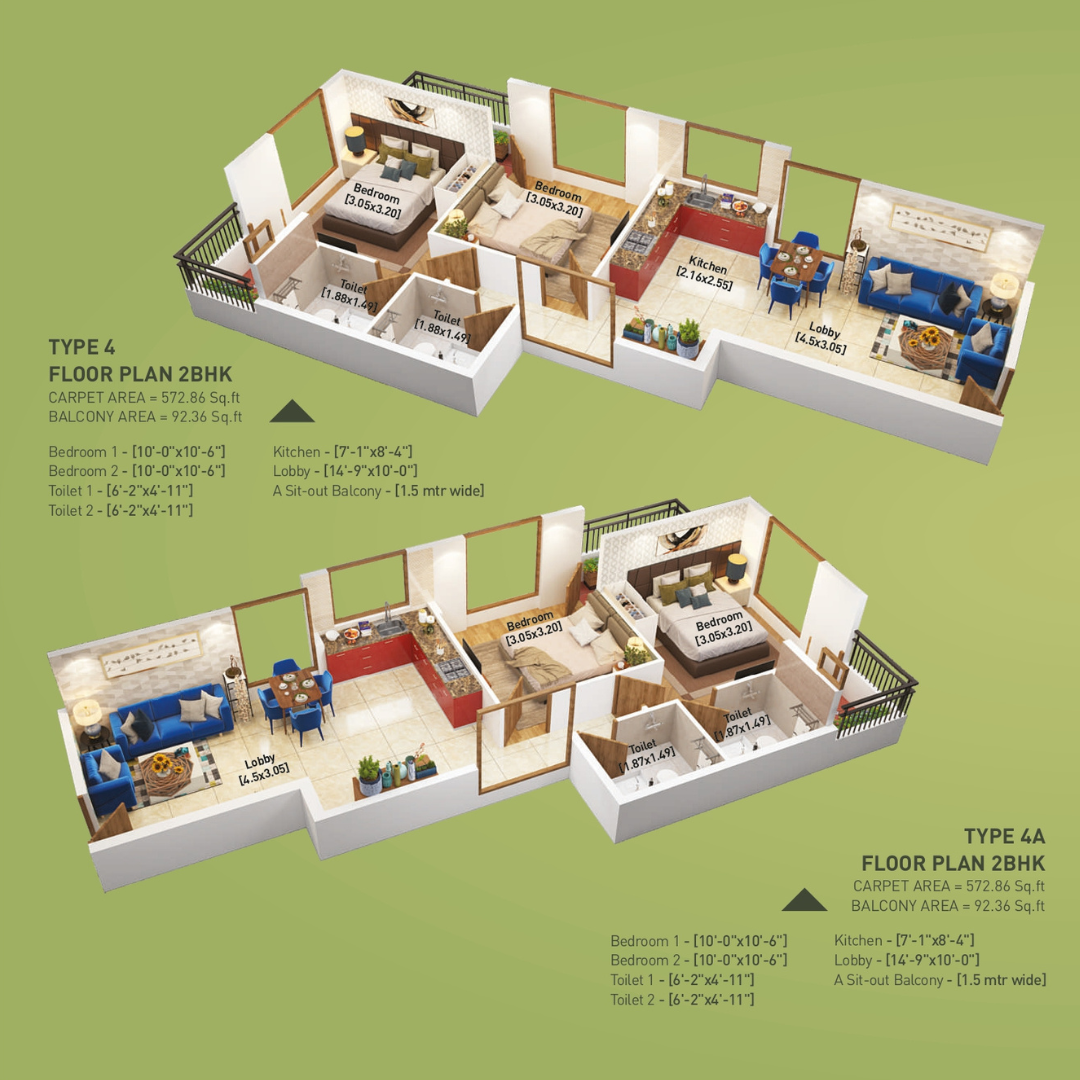 Bedroom
[3.05x3.20]
Bedroom
[3.05x3.20]
Kitchen
[2.16x2.55]
Toilet
[1.88x1.49]
Toilet
[1.88x1.49]
Lobby
[4.5x3.05]
TYPE 4
FLOOR PLAN 2BHK
CARPET AREA = 572.86 Sq.ft
BALCONY AREA = 92.36 Sq.ft
Bedroom 1 - [10'-0"x10'-6"]
Bedroom 2 - [10'-0"x10'-6"]
Toilet 1 - [6'-2"x4'-11"]
Toilet 2 - [6'-2"x4'-11"]
Kitchen - [7'-1"x8'-4"]
Lobby - [14'-9"x10'-0"]
A Sit-out Balcony - [1.5 mtr wide]
Bedroom
[3.05x3.20]
Bedroom
[3.05x3.20]
Toilet
[1.87x1.49]
Toilet
[1.87x1.49]
Lobby
[4.5x3.05]
TYPE 4A
FLOOR PLAN 2BHK
CARPET AREA = 572.86 Sq.ft
BALCONY AREA = 92.36 Sq.ft
Bedroom 1 - [10'-0"x10'-6"]
Bedroom 2 - [10'-0"x10'-6"]
Toilet 1 - [6'-2"x4'-11"]
Toilet 2 - [6'-2"x4'-11"]
Kitchen - [7'-1"x8'-4"]
Lobby - [14'-9"x10'-0"]
A Sit-out Balcony - [1.5 mtr wide]